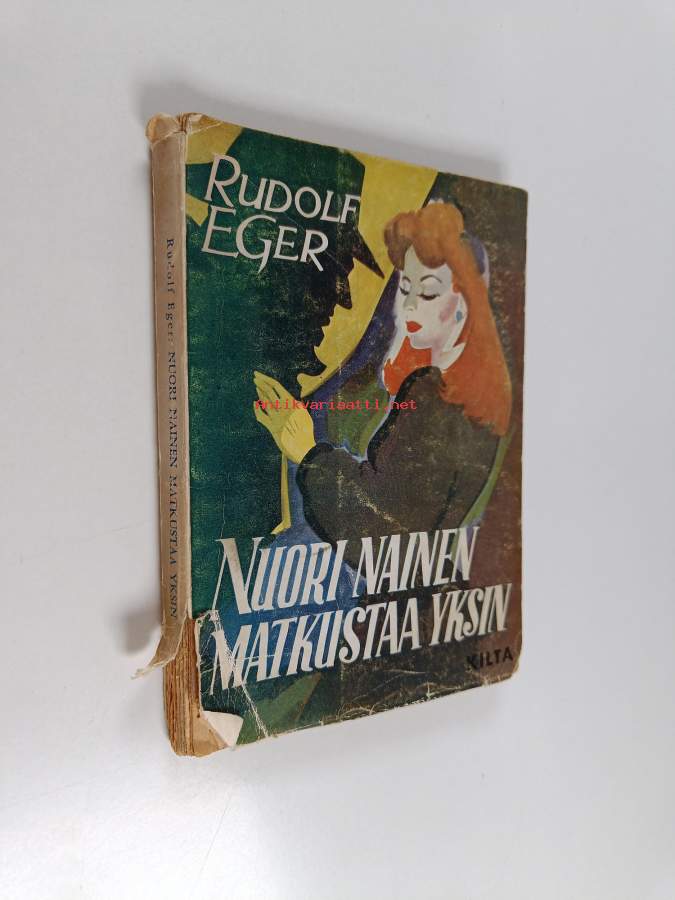 RUDOLF
EGER
Rudolf Eger: NUORI NAINEN MATKUSTAA YKSIN
Antikvariaatti.net
NUORI NAINEN
MATKUSTAA YKSIN
KILTA